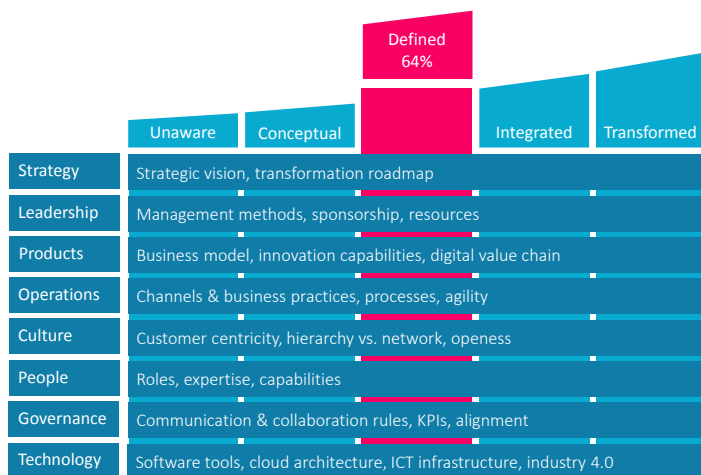 Defined
64%
Unaware
Conceptual
Integrated
Transformed
Strategy
Strategic vision, transformation roadmap
Leadership
Management methods, sponsorship, resources
Products
Business model, innovation capabilities, digital value chain
Operations
Channels & business practices, processes, agility
Culture
Customer centricity, hierarchy vs. network, openess
People
Roles, expertise, capabilities
Governance
Communication & collaboration rules, KPIs, alignment
Technology
Software tools, cloud architecture, ICT infrastructure, industry 4.0